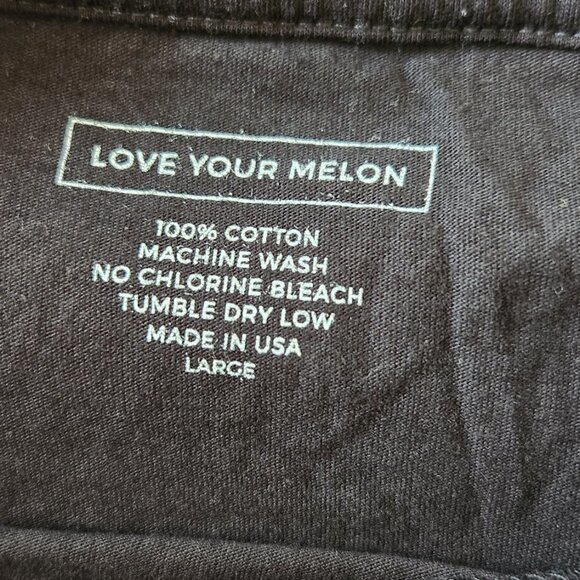 LOVE YOUR MELON
100% COTTON
MACHINE WASH
NO CHLORINE BLEACH
TUMBLE DRY LOW
MADE IN USA
LARGE